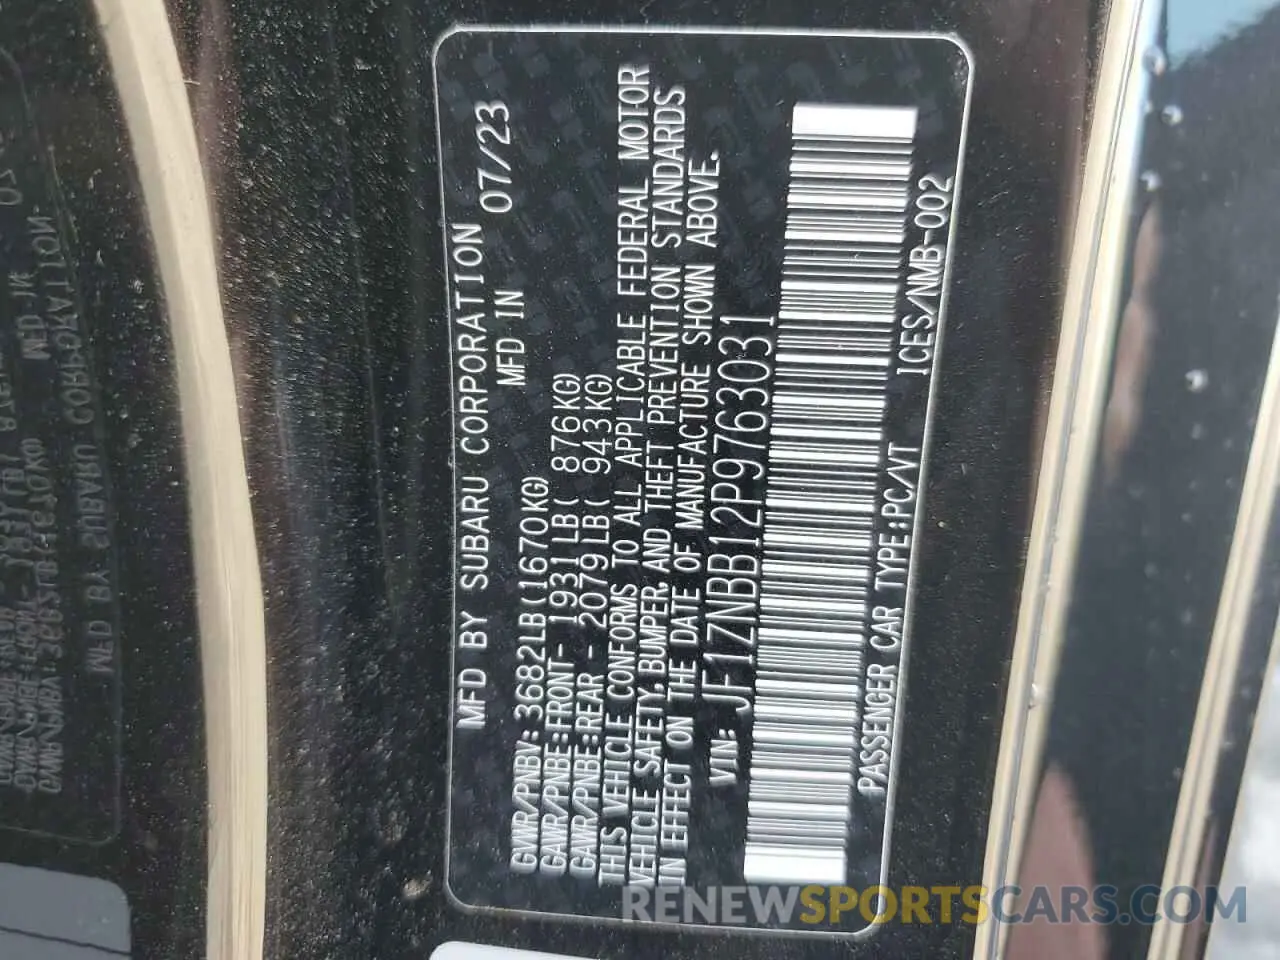 MFD BY SUBARU CORPORATION
MFD IN 07/23
GVWR/PNBV: 3682LB(1670KG)
GAWR/PNBE:FRONT- 1931LB( 876KG)
GAWR/PNBE:REAR - 2079LB( 943KG)
THIS VEHICLE CONFORMS TO ALL APPLICABLE FEDERAL MOTOR
VEHICLE SAFETY, BUMPER, AND THEFT PREVENTION STANDARDS
IN EFFECT ON THE DATE OF MANUFACTURE SHOWN ABOVE.
VIN: JF1ZNBB12P9763031
PASSENGER CAR TYPE:PC/VT ICES/NMB-002
RENEWSPORTSCARS.COM